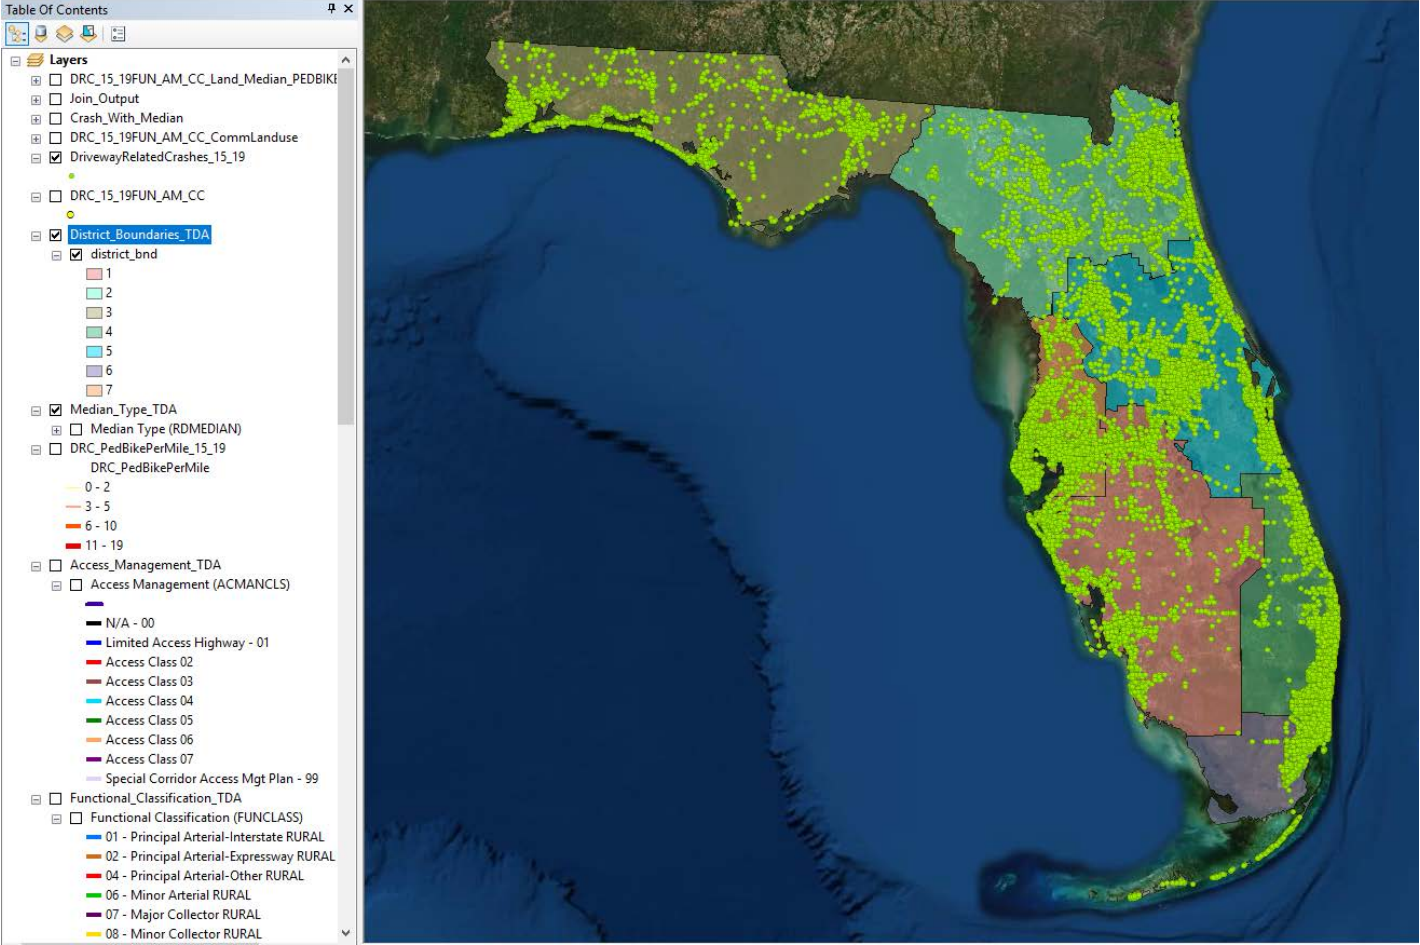 Table Of Contents
Layers
DRC_15_19FUN_AM_CC_Land_Median_PEDBIKE
Join_Output
Crash_With_Median
DRC_15_19FUN_AM_CC_CommLanduse
DrivewayRelatedCrashes_15_19
DRC_15_19FUN_AM_CC
District_Boundaries_TDA
district_bnd
1
2
3
4
5
6
7
Median_Type_TDA
Median Type (RDMEDIAN)
DRC_PedBikePerMile_15_19
DRC_PedBikePerMile
0 - 2
3 - 5
6 - 10
11 - 19
Access_Management_TDA
Access Management (ACMANCLS)
N/A - 00
Limited Access Highway - 01
Access Class 02
Access Class 03
Access Class 04
Access Class 05
Access Class 06
Access Class 07
Special Corridor Access Mgt Plan - 99
Functional_Classification_TDA
Functional Classification (FUNCLASS)
01 - Principal Arterial-Interstate RURAL
02 - Principal Arterial-Expressway RURAL
04 - Principal Arterial-Other RURAL
06 - Minor Arterial RURAL
07 - Major Collector RURAL
08 - Minor Collector RURAL